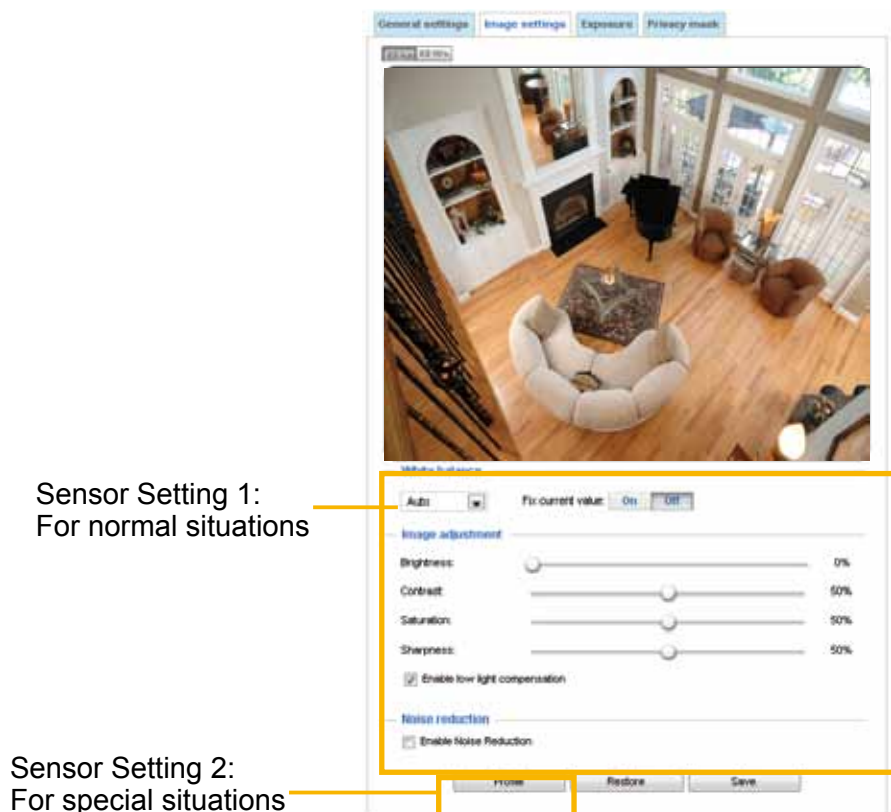 General settings Image settings Exposure Privacy mask
White balance
Sensor Setting 1:
For normal situations
Auto Fix current value: On Off
Image adjustment
Brightness: 0%
Contrast: 50%
Saturation: 50%
Sharpness: 50%
Enable low light compensation
Noise reduction
Enable Noise Reduction
Sensor Setting 2:
For special situations
Profile Restore Save